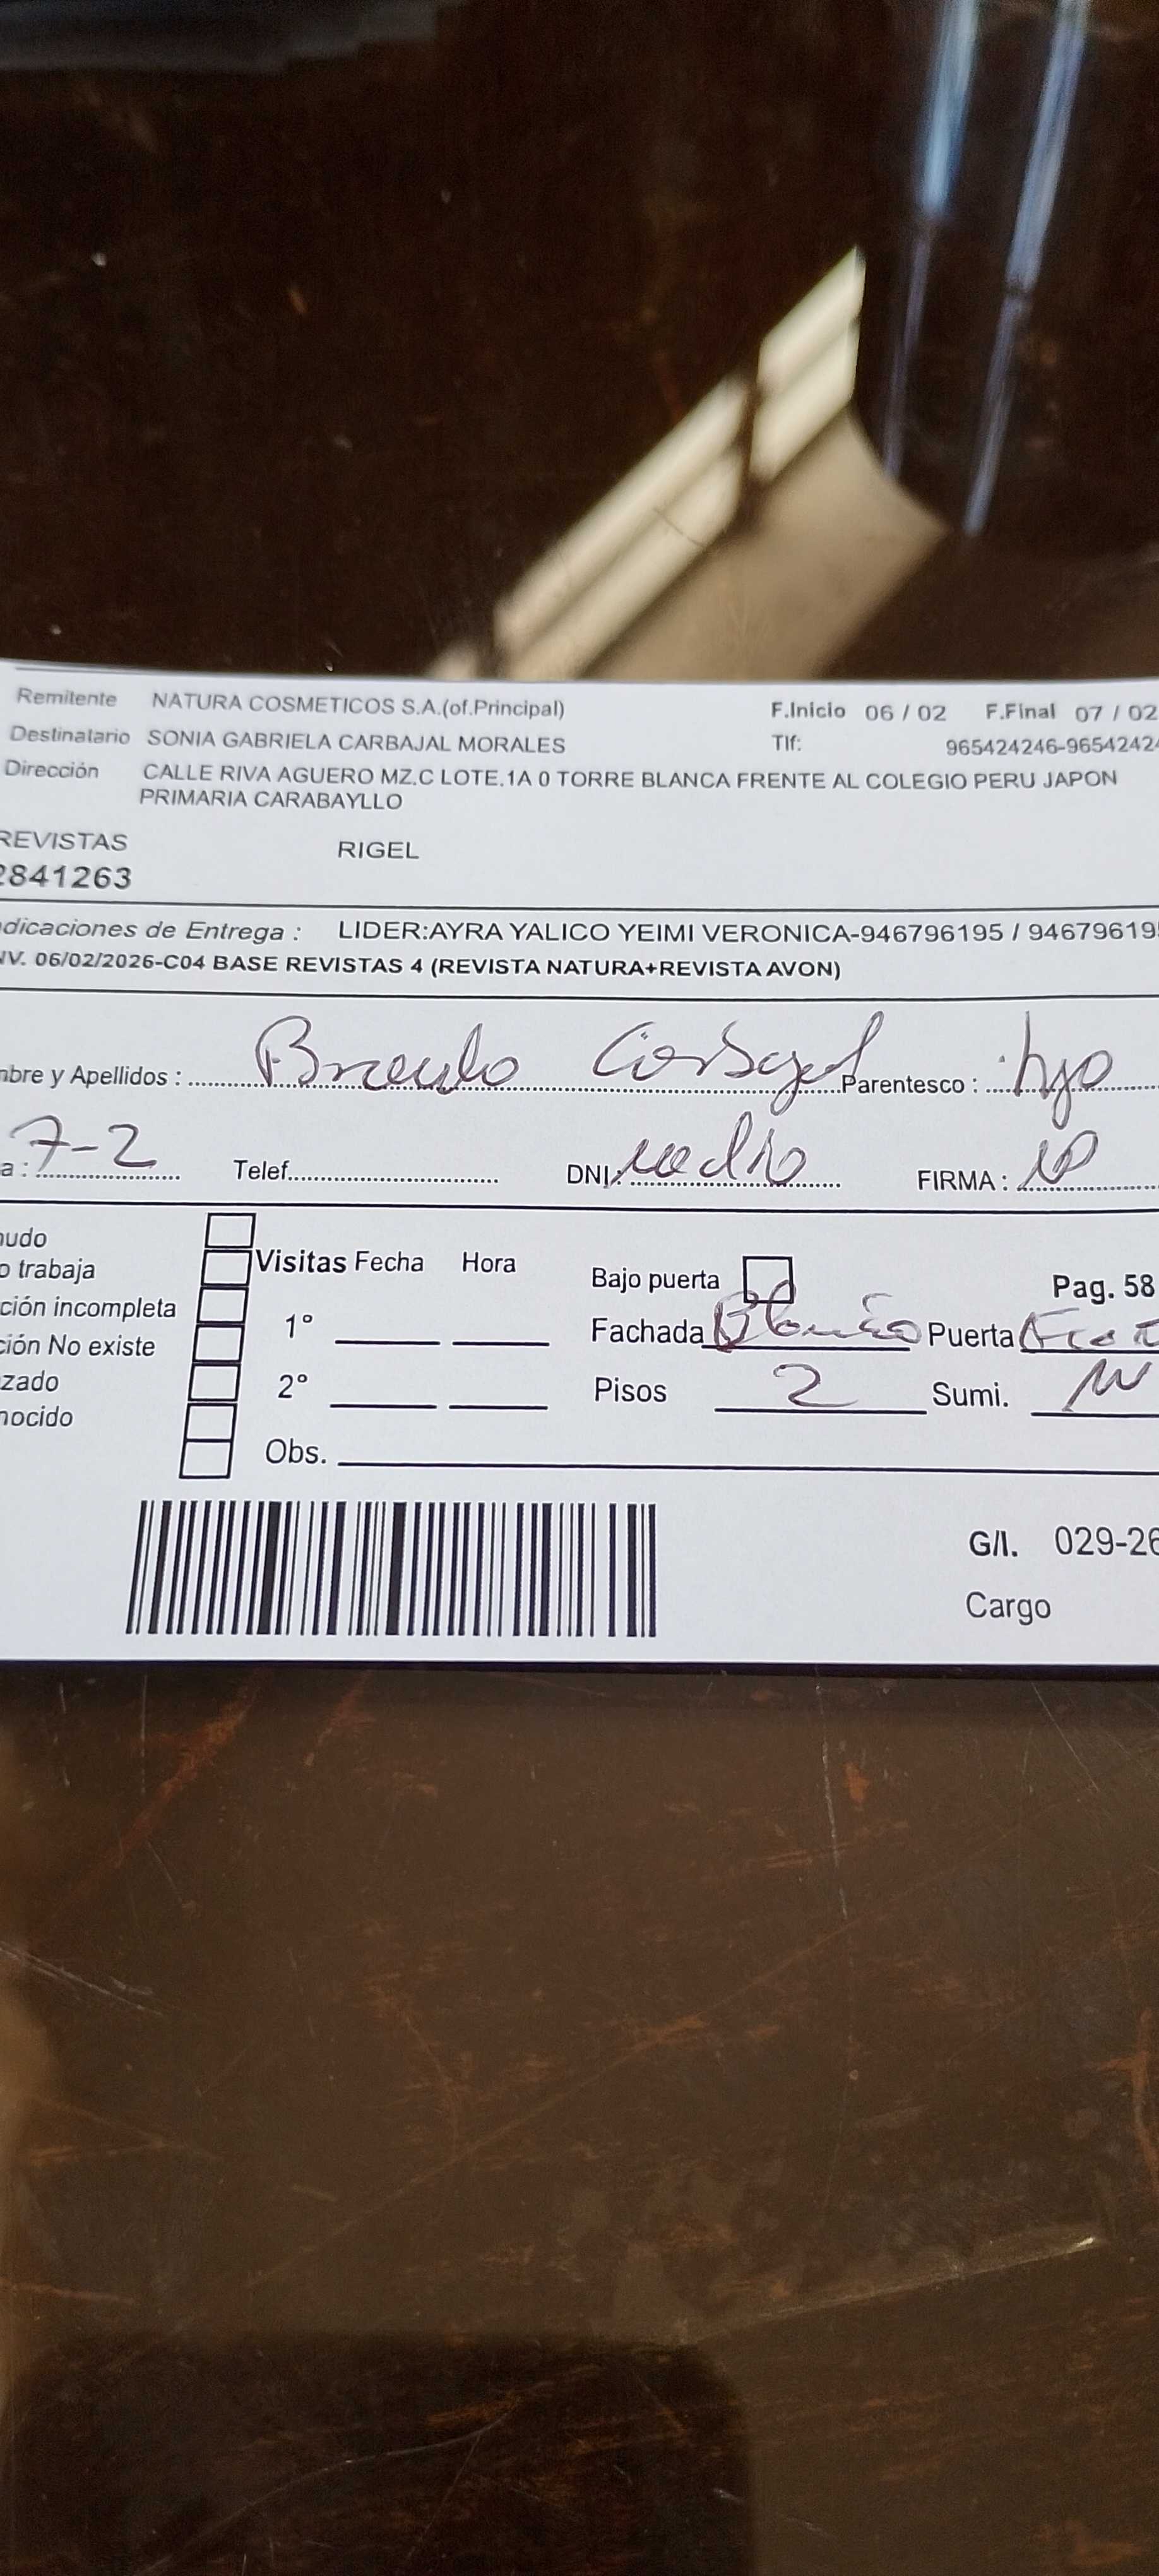 Remitente NATURA COSMETICOS S.A.(of.Principal) F.Inicio 06 / 02 F.Final 07 / 02
Destinatario SONIA GABRIELA CARBAJAL MORALES Tlf: 965424246-9654242
Dirección CALLE RIVA AGUERO MZ.C LOTE.1A 0 TORRE BLANCA FRENTE AL COLEGIO PERU JAPON
PRIMARIA CARABAYLLO
REVISTAS RIGEL
2841263
dicaciones de Entrega : LIDER:AYRA YALICO YEIMI VERONICA-946796195 / 94679619
NV. 06/02/2026-C04 BASE REVISTAS 4 (REVISTA NATURA+REVISTA AVON)
mbre y Apellidos : Parentesco : hijo
a : 7-2 Telef. DNI: FIRMA :
udo
o trabaja Visitas Fecha Hora Bajo puerta Pag. 58
ción incompleta 1° Fachada Puerta
ción No existe
zado 2° Pisos 2 Sumi. N
nocido
Obs.
G/I. 029-26
Cargo